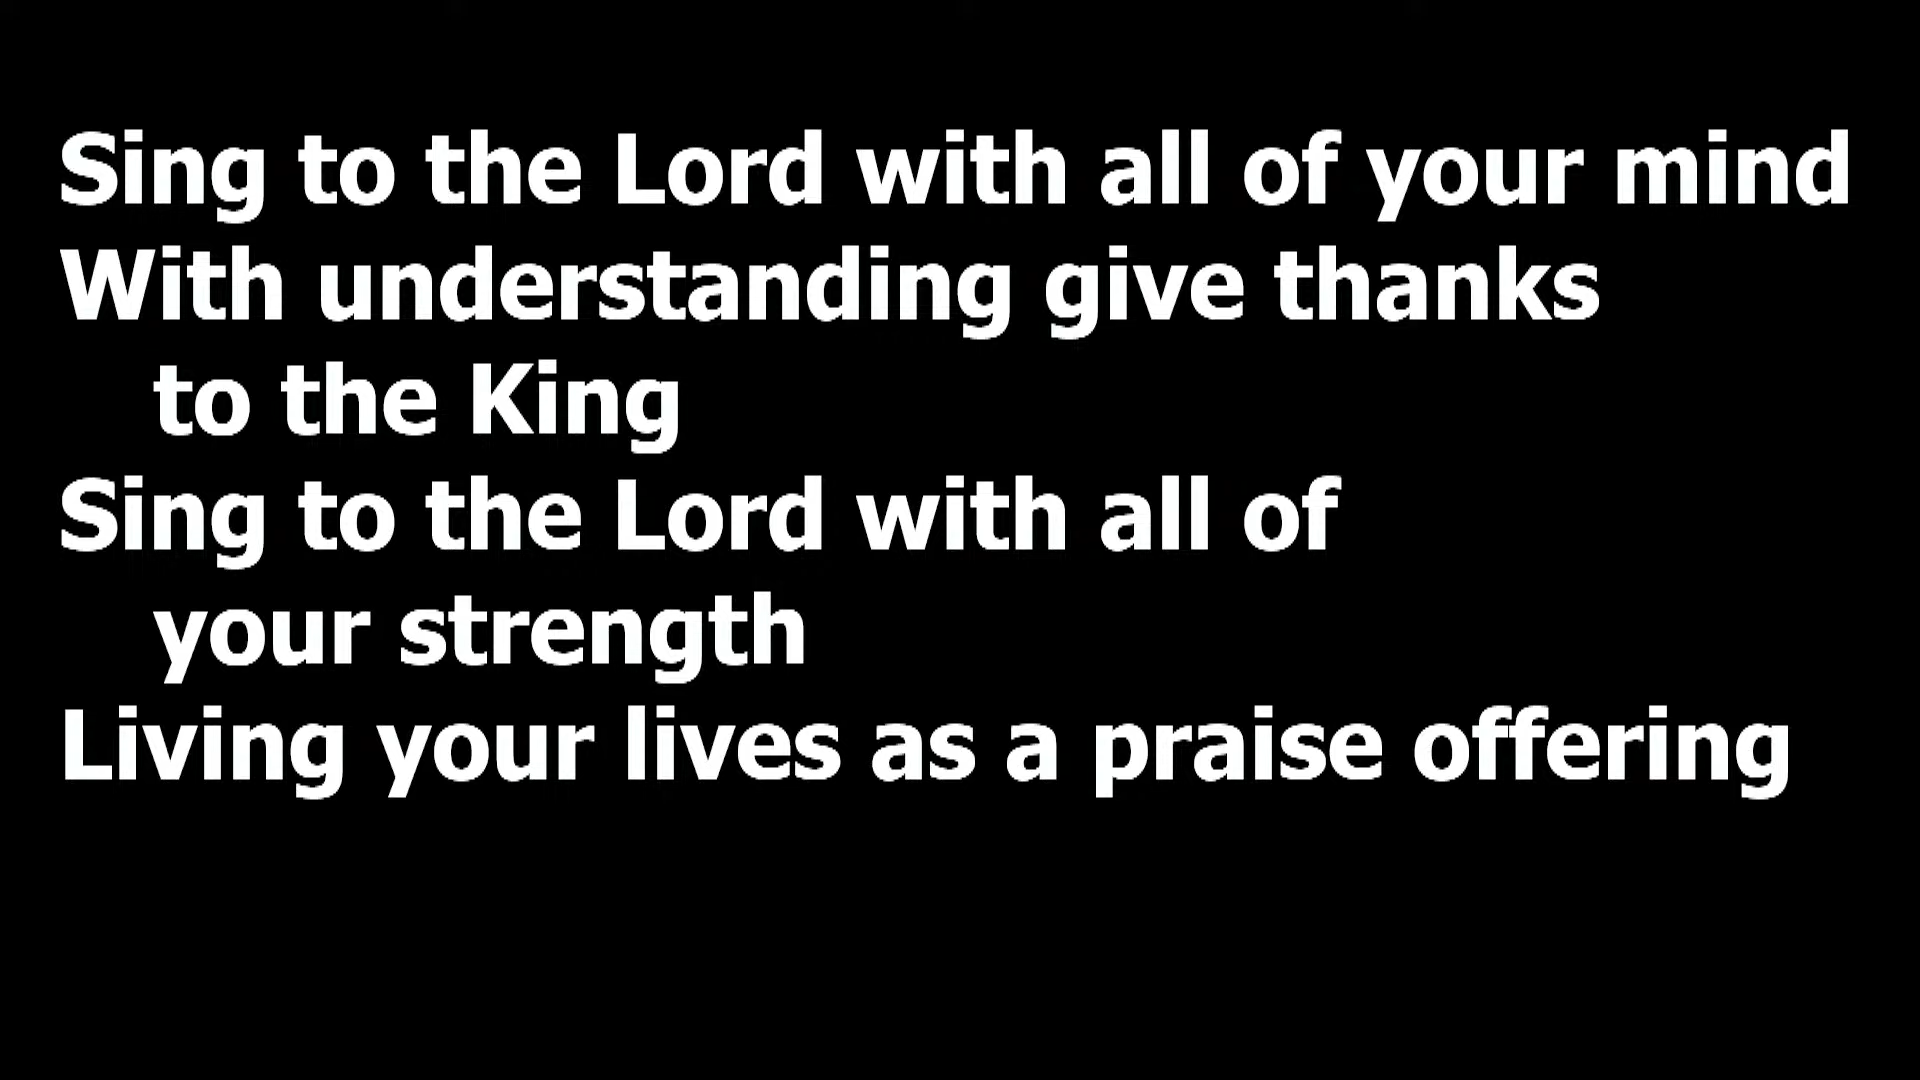 Sing to the Lord with all of your mind
With understanding give thanks
to the King
Sing to the Lord with all of
your strength
Living your lives as a praise offering